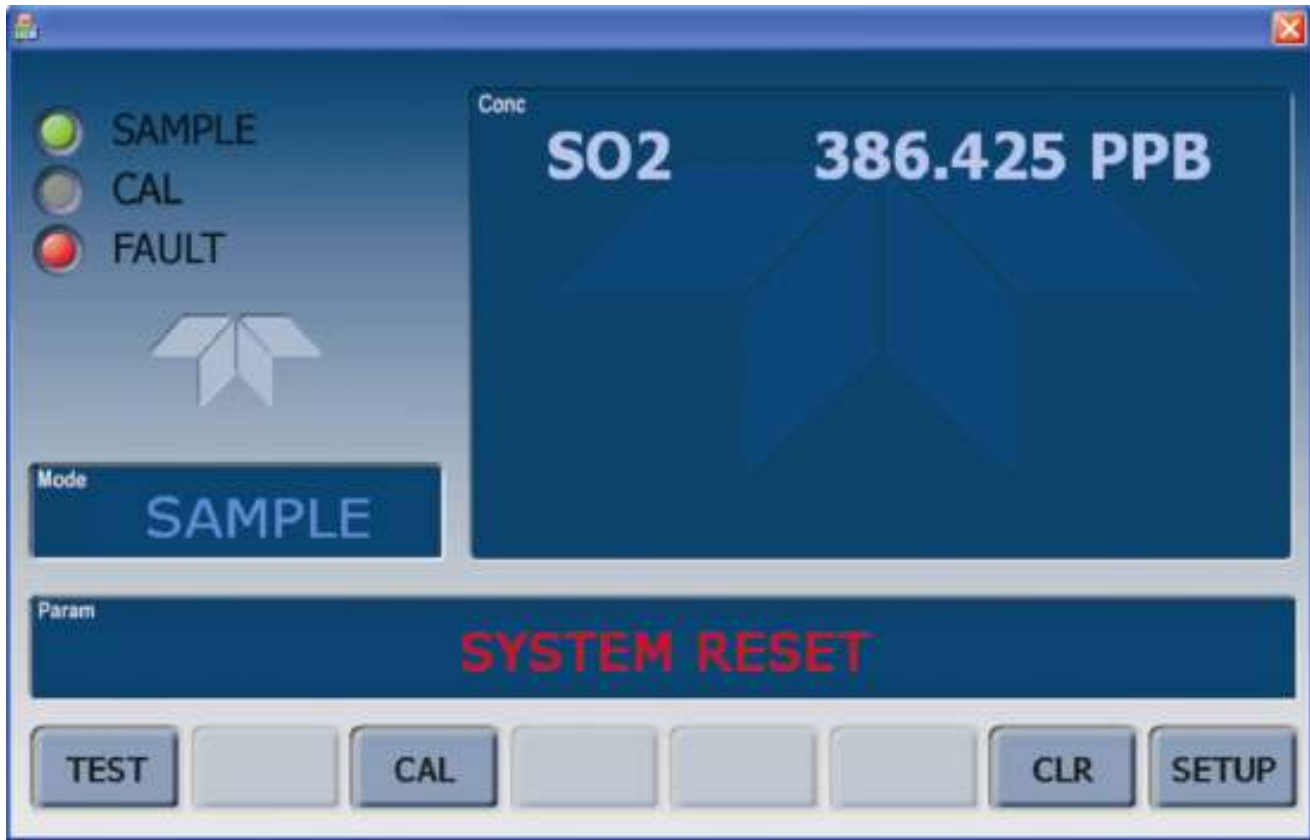 SAMPLE
CAL
FAULT
Conc
SO2 386.425 PPB
Mode
SAMPLE
Param
SYSTEM RESET
TEST CAL CLR SETUP